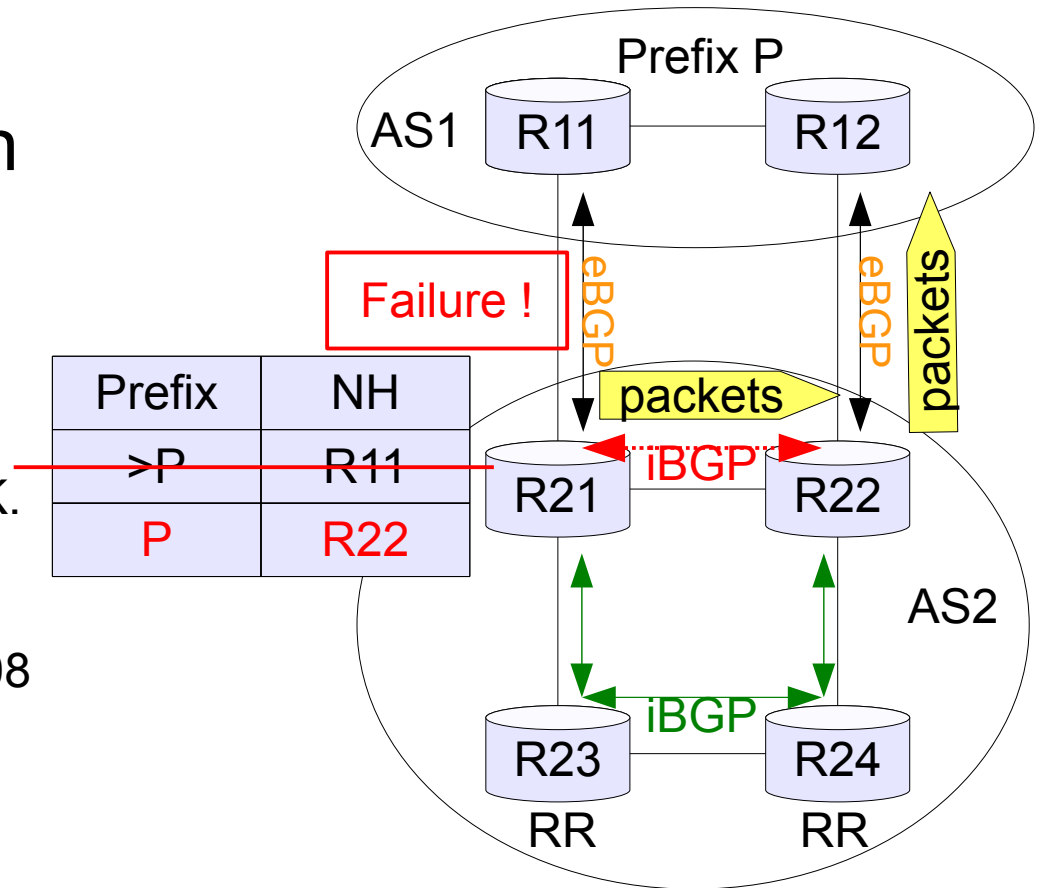 Prefix P
AS1
R11
R12
n
Failure !
eBGP
eBGP
packets
packets
Prefix NH
>P R11
P R22
k.
iBGP
R21
R22
AS2
08
iBGP
R23
R24
RR
RR